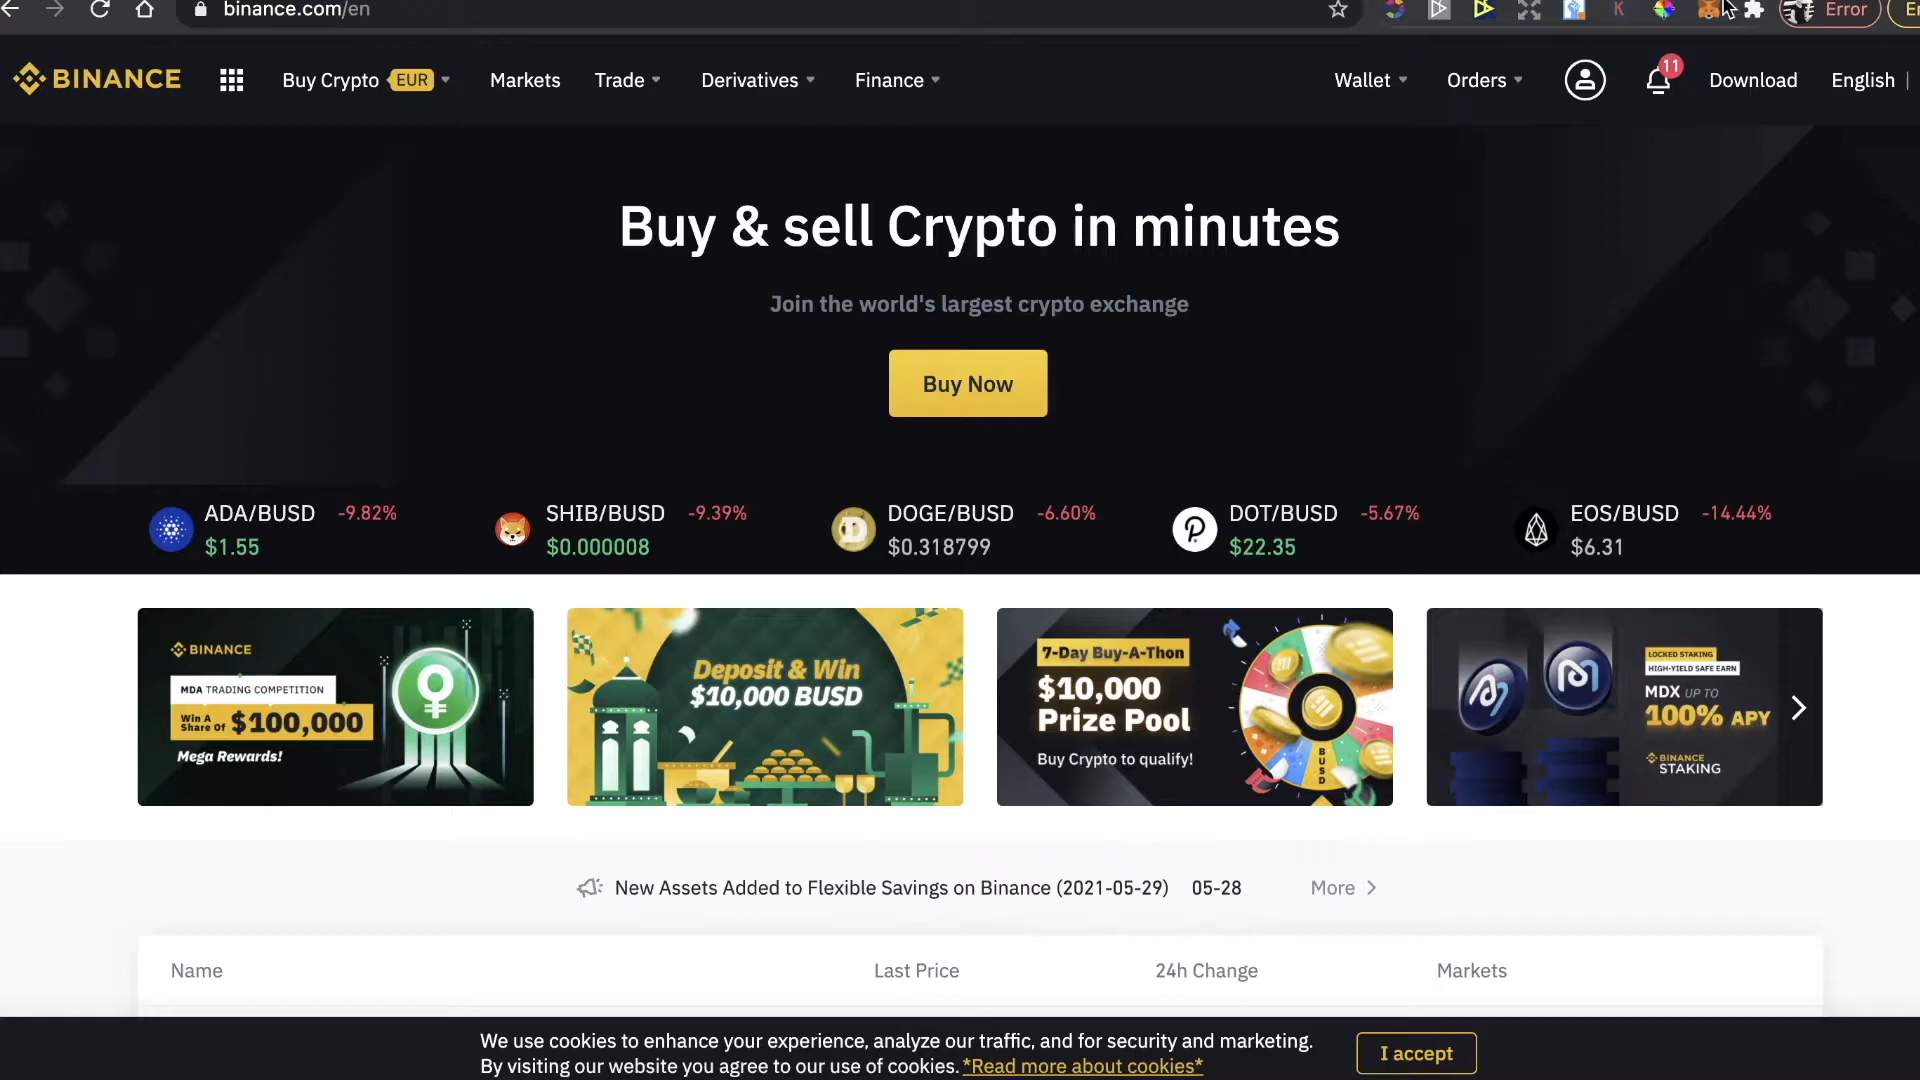 binance.com/en
Error
BINANCE
Buy Crypto EUR
Markets
Trade
Derivatives
Finance
Wallet
Orders
11
Download
English
Buy & sell Crypto in minutes
Join the world's largest crypto exchange
Buy Now
ADA/BUSD -9.82%
$1.55
SHIB/BUSD -9.39%
$0.000008
DOGE/BUSD -6.60%
$0.318799
DOT/BUSD -5.67%
$22.35
EOS/BUSD -14.44%
$6.31
BINANCE
MDA TRADING COMPETITION
Win A
Share Of $100,000
Mega Rewards!
Deposit & Win
$10,000 BUSD
7-Day Buy-A-Thon
$10,000
Prize Pool
Buy Crypto to qualify!
BUSD
LOCKED STAKING
HIGH-YIELD SAFE EARN
MDX UP TO
100% APY
BINANCE
STAKING
New Assets Added to Flexible Savings on Binance (2021-05-29) 05-28
More
Name
Last Price
24h Change
Markets
We use cookies to enhance your experience, analyze our traffic, and for security and marketing.
By visiting our website you agree to our use of cookies. *Read more about cookies*
I accept